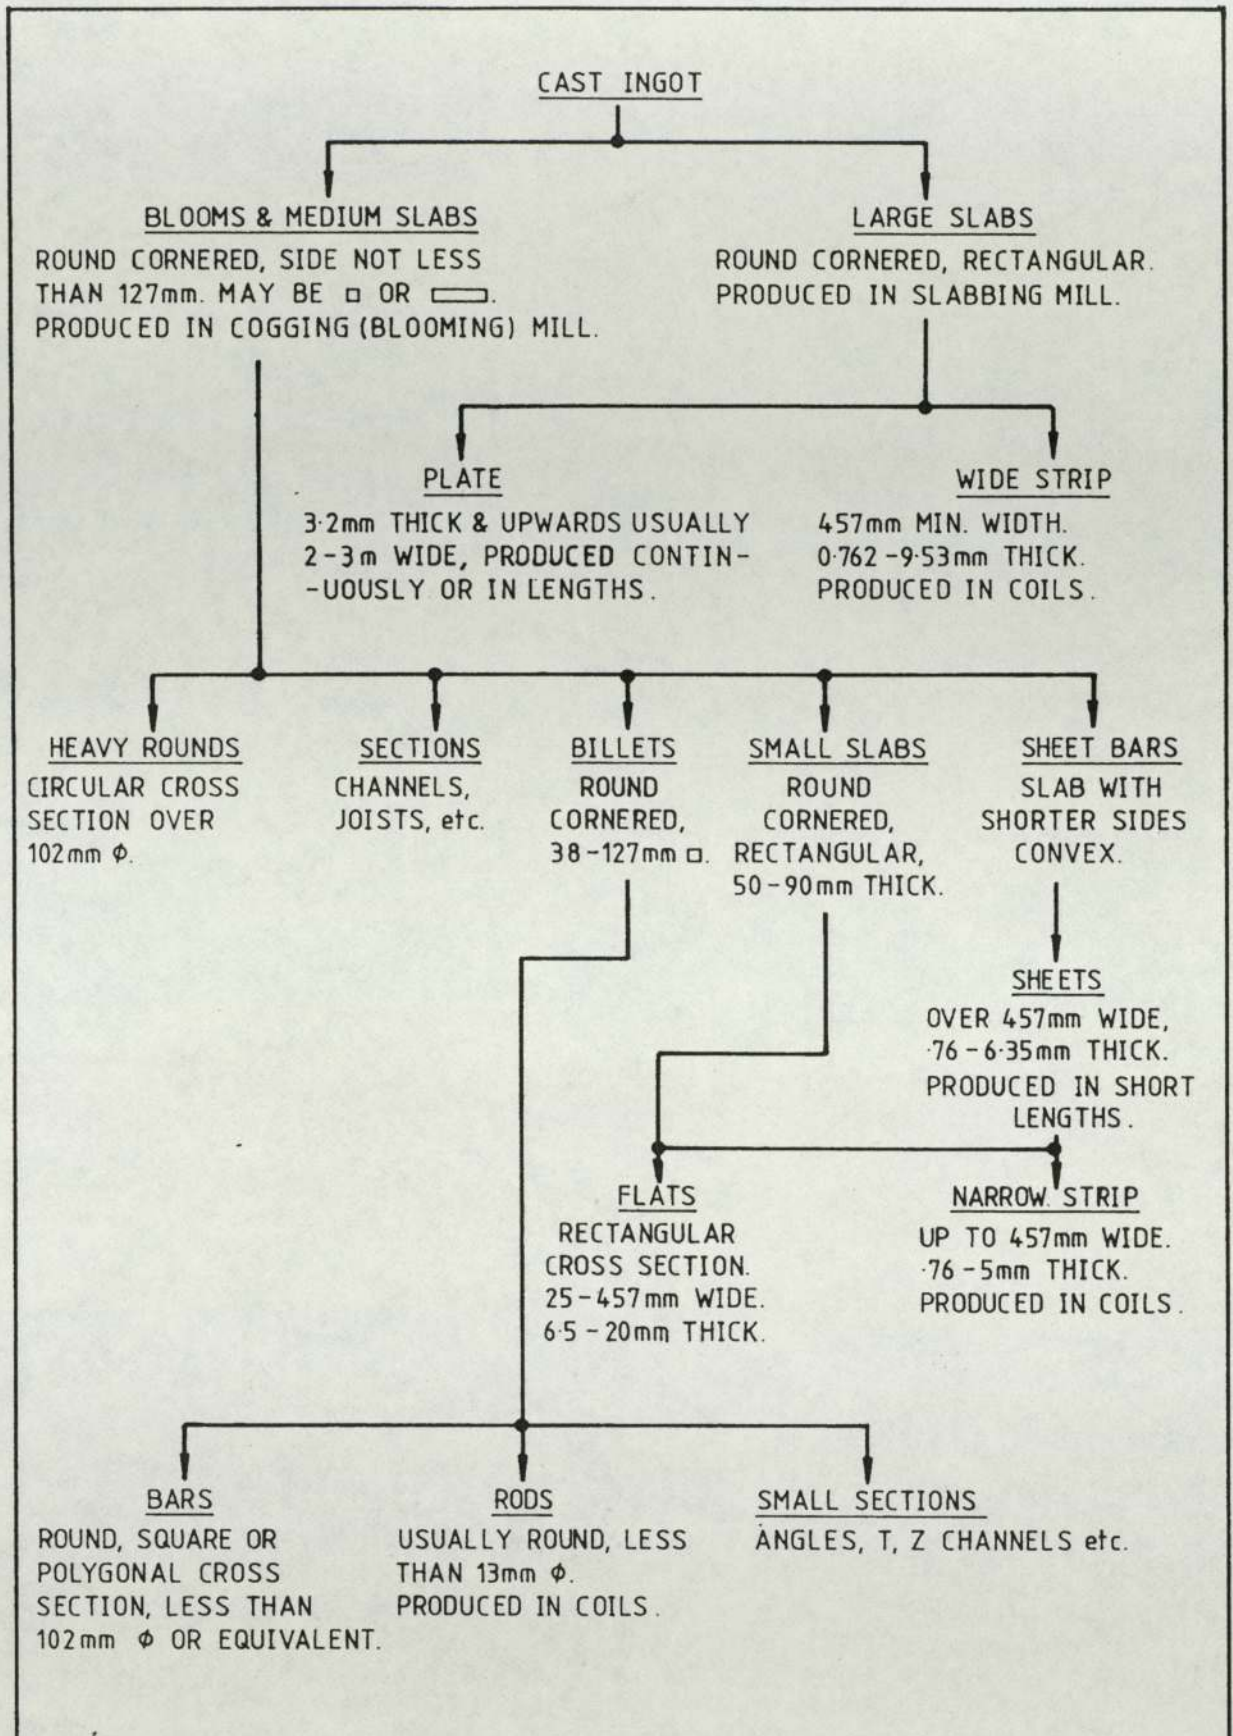 CAST INGOT
BLOOMS & MEDIUM SLABS
ROUND CORNERED, SIDE NOT LESS
THAN 127mm. MAY BE □ OR ▭.
PRODUCED IN COGGING (BLOOMING) MILL.
LARGE SLABS
ROUND CORNERED, RECTANGULAR.
PRODUCED IN SLABBING MILL.
PLATE
3·2mm THICK & UPWARDS USUALLY
2-3m WIDE, PRODUCED CONTIN-
-UOUSLY OR IN LENGTHS.
WIDE STRIP
457mm MIN. WIDTH.
0·762-9·53mm THICK.
PRODUCED IN COILS.
HEAVY ROUNDS
CIRCULAR CROSS
SECTION OVER
102mm Φ.
SECTIONS
CHANNELS,
JOISTS, etc.
BILLETS
ROUND
CORNERED,
38-127mm □.
SMALL SLABS
ROUND
CORNERED,
RECTANGULAR,
50-90mm THICK.
SHEET BARS
SLAB WITH
SHORTER SIDES
CONVEX.
SHEETS
OVER 457mm WIDE,
·76-6·35mm THICK.
PRODUCED IN SHORT
LENGTHS.
FLATS
RECTANGULAR
CROSS SECTION.
25-457mm WIDE.
6·5-20mm THICK.
NARROW. STRIP
UP TO 457mm WIDE.
·76-5mm THICK.
PRODUCED IN COILS.
BARS
ROUND, SQUARE OR
POLYGONAL CROSS
SECTION, LESS THAN
102mm Φ OR EQUIVALENT.
RODS
USUALLY ROUND, LESS
THAN 13mm Φ.
PRODUCED IN COILS.
SMALL SECTIONS
ANGLES, T, Z CHANNELS etc.